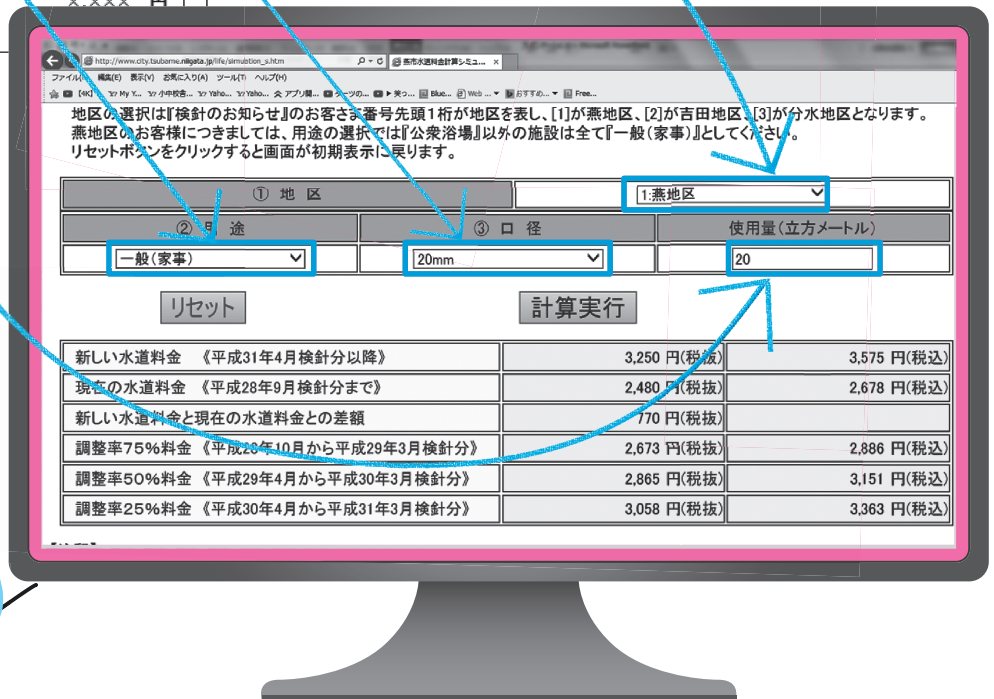 x,xxx 円
http://www.city.tsubame.niigata.jp/life/simulation_s.htm
燕市水道料金計算シミュ...
ファイル(F) 編集(E) 表示(V) お気に入り(A) ツール(T) ヘルプ(H)
地区の選択は『検針のお知らせ』のお客さま番号先頭1桁が地区を表し、[1]が燕地区、[2]が吉田地区、[3]が分水地区となります。
燕地区のお客様につきましては、用途の選択では『公衆浴場』以外の施設は全て『一般(家事)』としてください。
リセットボタンをクリックすると画面が初期表示に戻ります。
① 地 区 1:燕地区
② 用 途 ③ 口 径 使用量(立方メートル)
一般(家事) 20mm 20
リセット 計算実行
新しい水道料金 《平成31年4月検針分以降》 3,250 円(税抜) 3,575 円(税込)
現在の水道料金 《平成28年9月検針分まで》 2,480 円(税抜) 2,678 円(税込)
新しい水道料金と現在の水道料金との差額 770 円(税抜)
調整率75%料金 《平成28年10月から平成29年3月検針分》 2,673 円(税抜) 2,886 円(税込)
調整率50%料金 《平成29年4月から平成30年3月検針分》 2,865 円(税抜) 3,151 円(税込)
調整率25%料金 《平成30年4月から平成31年3月検針分》 3,058 円(税抜) 3,363 円(税込)